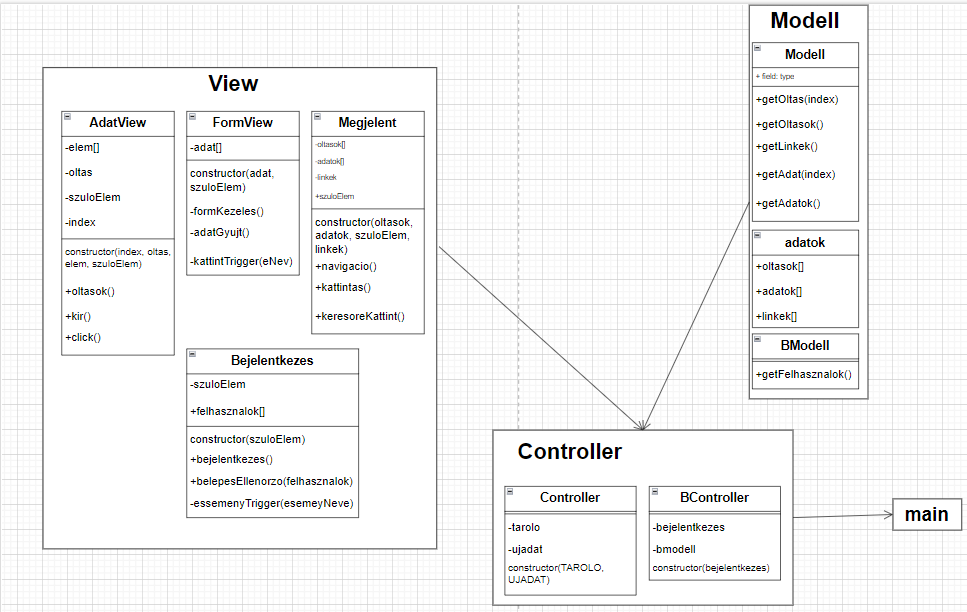 View
AdatView
-elem[]
-oltas
-szuloElem
-index
constructor(index, oltas,
elem, szuloElem)
+oltasok()
+kir()
+click()
FormView
-adat[]
constructor(adat,
szuloElem)
-formKezeles()
-adatGyujt()
-kattintTrigger(eNev)
Megjelent
-oltasok[]
-adatok[]
-linkek
+szuloElem
constructor(oltasok,
adatok, szuloElem,
linkek)
+navigacio()
+kattintas()
+keresoreKattint()
Bejelentkezes
-szuloElem
+felhasznalok[]
constructor(szuloElem)
+bejelentkezes()
+belepesEllenorzo(felhasznalok)
-essemenyTrigger(esemeyNeve)
Modell
Modell
+ field: type
+getOltas(index)
+getOltasok()
+getLinkek()
+getAdat(index)
+getAdatok()
adatok
+oltasok[]
+adatok[]
+linkek[]
BModell
+getFelhasznalok()
Controller
Controller
-tarolo
-ujadat
constructor(TAROLO,
UJADAT)
BController
-bejelentkezes
-bmodell
constructor(bejelentkezes)
main